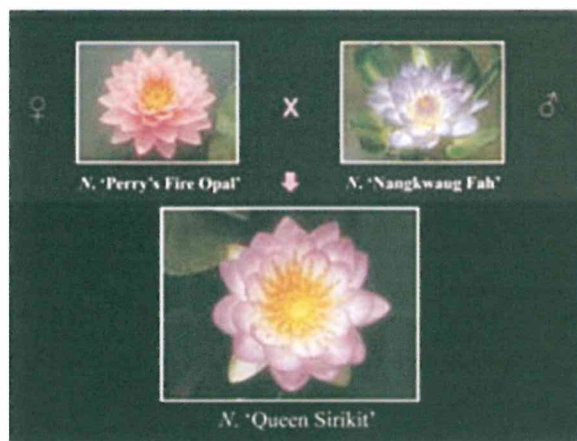 ♀ X ♂
N. ‘Perry’s Fire Opal’ N. ‘Nangkwaug Fah’
N. ‘Queen Sirikit’